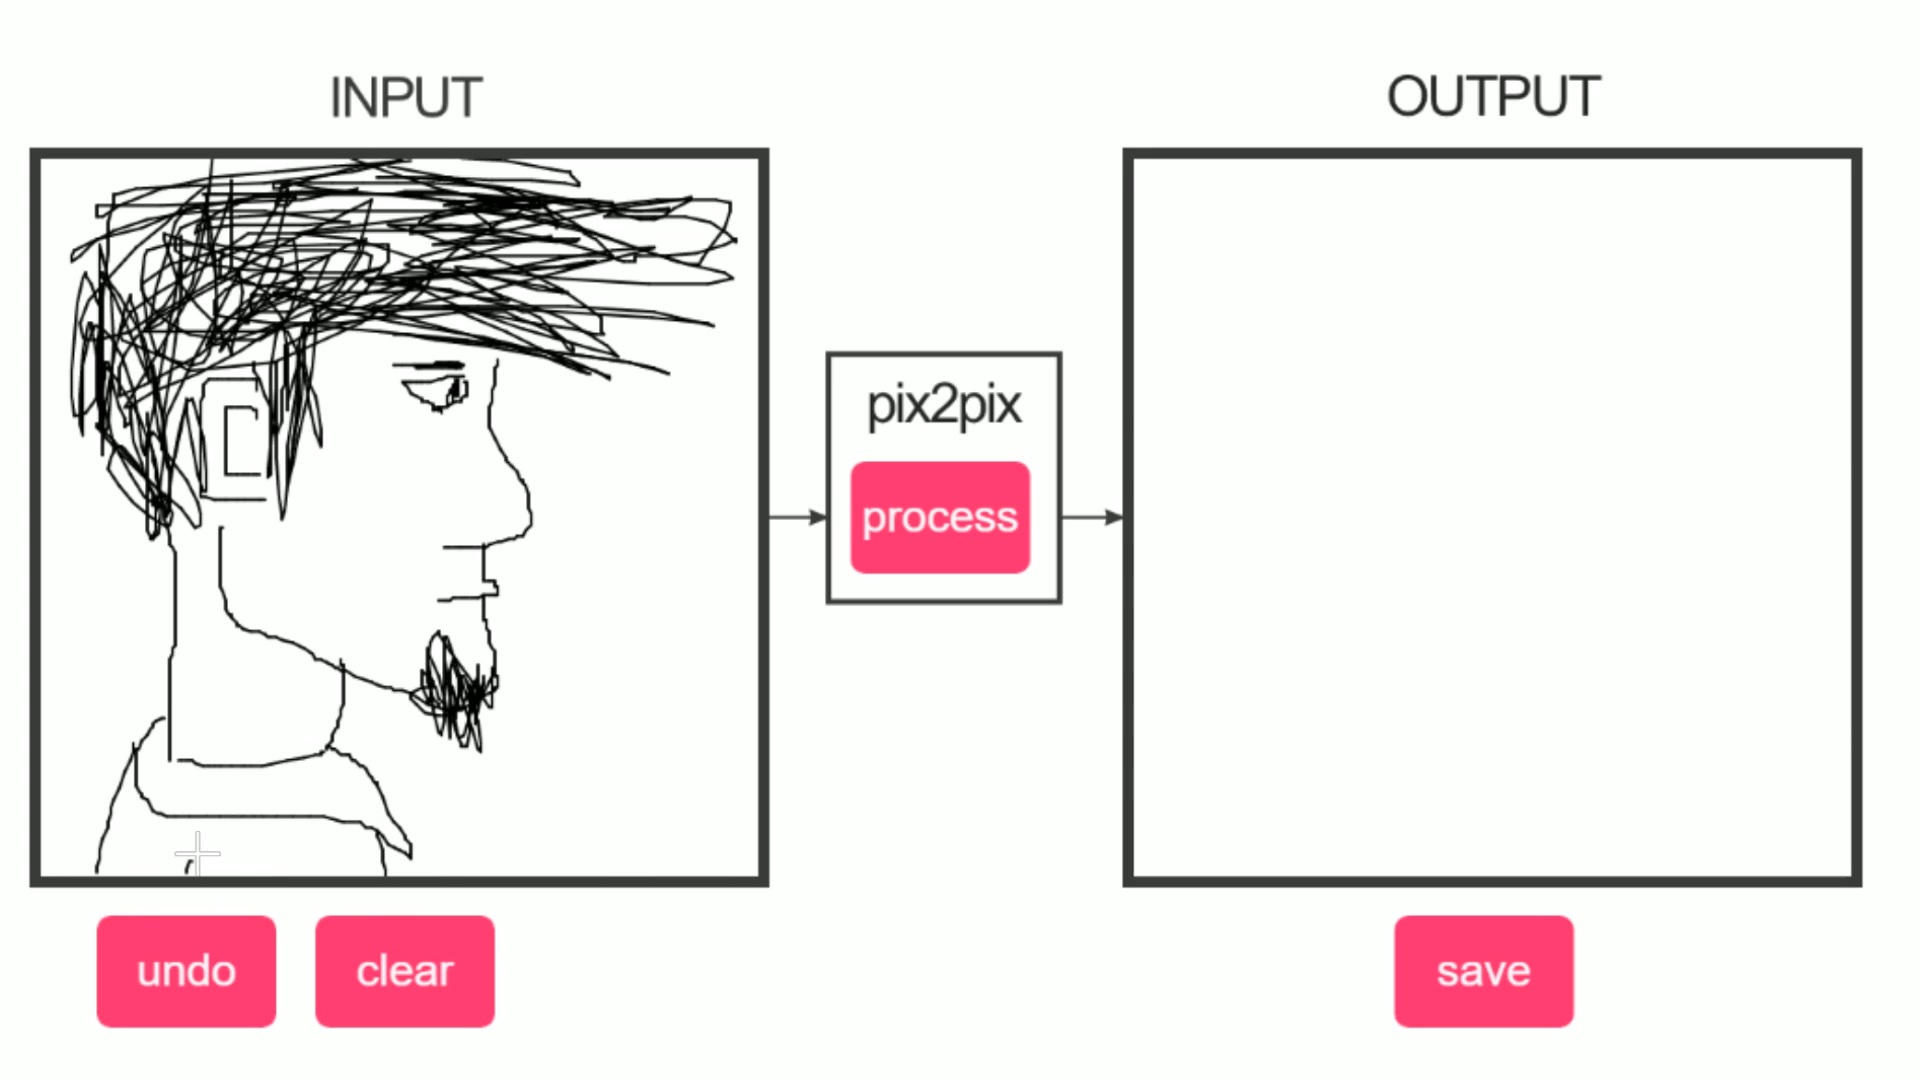 INPUT
OUTPUT
pix2pix
process
undo
clear
save